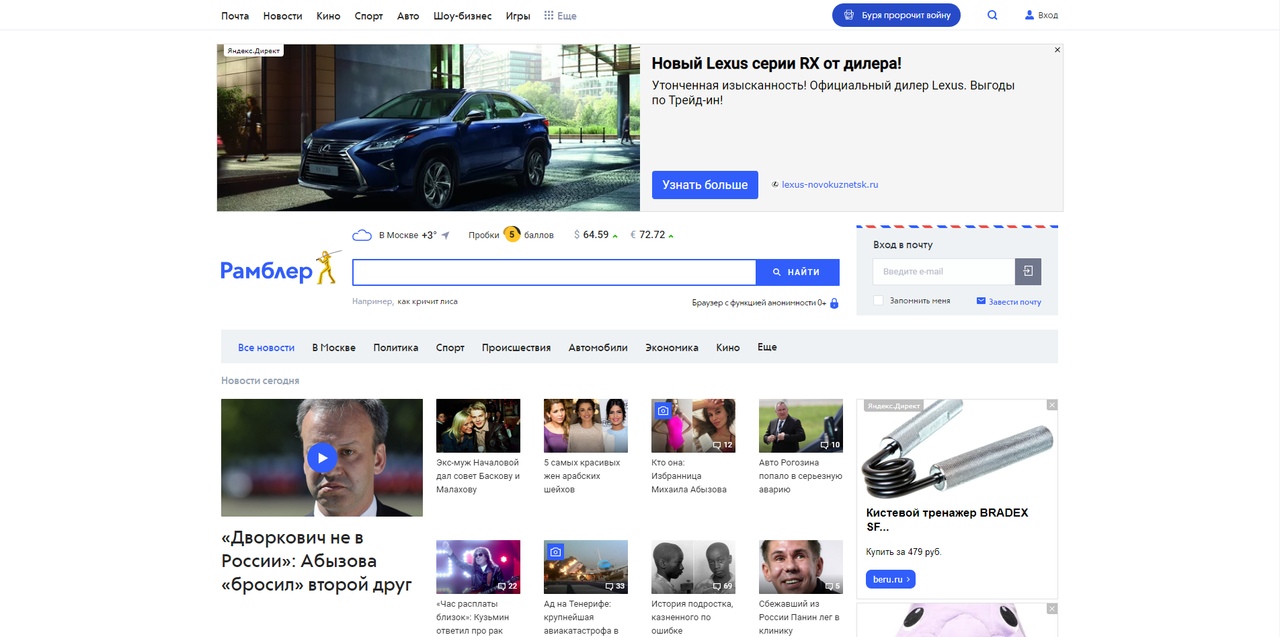 Почта Новости Кино Спорт Авто Шоу-бизнес Игры Еще Буря пророчит войну Вход
Яндекс.Директ
Новый Lexus серии RX от дилера!
Утонченная изысканность! Официальный дилер Lexus. Выгоды
по Трейд-ин!
Узнать больше lexus-novokuznetsk.ru
В Москве +3° Пробки 5 баллов $ 64.59 € 72.72
Вход в почту
Рамблер
НАЙТИ
Введите e-mail
Например, как кричит лиса
Браузер с функцией анонимности 0+
Запомнить меня Завести почту
Все новости В Москве Политика Спорт Происшествия Автомобили Экономика Кино Еще
Новости сегодня
«Дворкович не в
России»: Абызова
«бросил» второй друг
Экс-муж Началовой
дал совет Баскову и
Малахову
5 самых красивых
жен арабских
шейхов
12
Кто она:
Избранница
Михаила Абызова
10
Авто Рогозина
попало в серьезную
аварию
22
«Час расплаты
близок»: Кузьмин
ответил про рак
33
Ад на Тенерифе:
крупнейшая
авиакатастрофа в
69
История подростка,
казненного по
ошибке
5
Сбежавший из
России Панин лег в
клинику
Яндекс.Директ
Кистевой тренажер BRADEX
SF...
Купить за 479 руб.
beru.ru